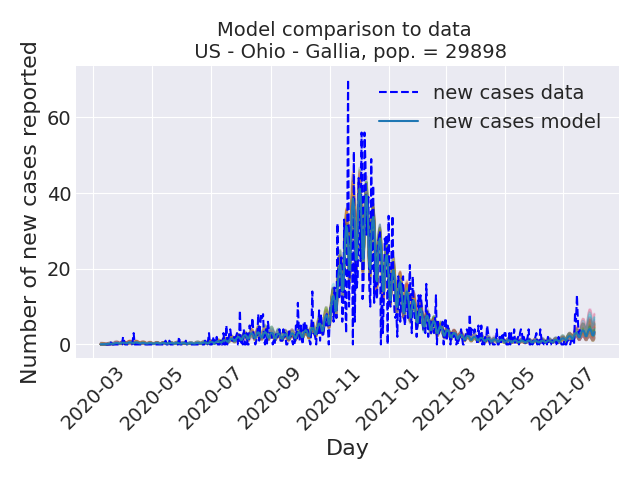 Model comparison to data
US - Ohio - Gallia, pop. = 29898
Number of new cases reported
60
40
20
0
new cases data
new cases model
2020-03
2020-05
2020-07
2020-09
2020-11
2021-01
2021-03
2021-05
2021-07
Day